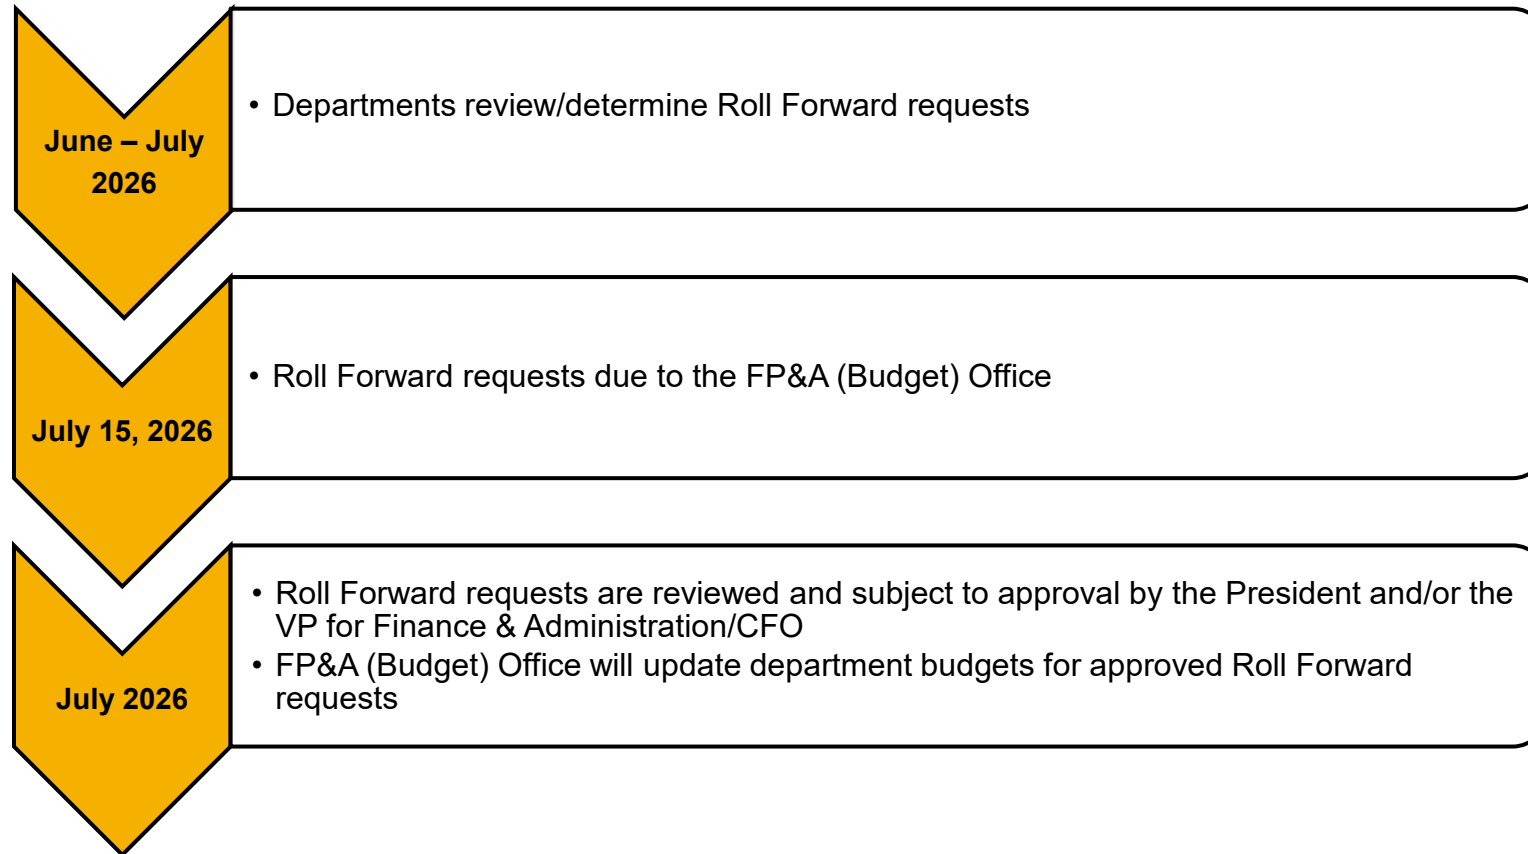 June – July
2026
• Departments review/determine Roll Forward requests
July 15, 2026
• Roll Forward requests due to the FP&A (Budget) Office
July 2026
• Roll Forward requests are reviewed and subject to approval by the President and/or the
VP for Finance & Administration/CFO
• FP&A (Budget) Office will update department budgets for approved Roll Forward
requests